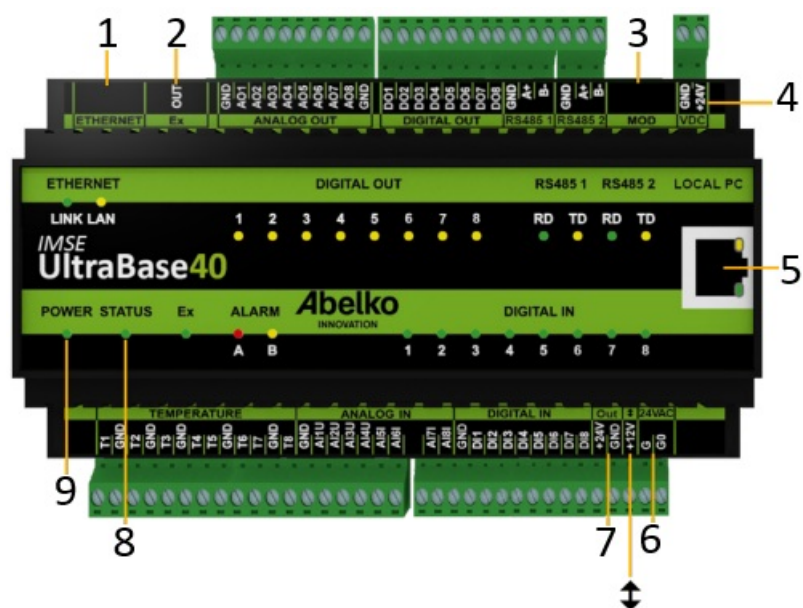 1 2 3
OUT
GND AO1 AO2 AO3 AO4 AO5 AO6 AO7 AO8 GND
DO1 DO2 DO3 DO4 DO5 DO6 DO7 DO8 GND A+ B- GND A+ B-
GND +24V
4
ETHERNET Ex ANALOG OUT DIGITAL OUT RS485 1 RS485 2 MOD VDC
ETHERNET DIGITAL OUT RS485 1 RS485 2 LOCAL PC
LINK LAN 1 2 3 4 5 6 7 8 RD TD RD TD
IMSE
UltraBase40
5
POWER STATUS Ex ALARM Abelko DIGITAL IN
INNOVATION
A B 1 2 3 4 5 6 7 8
TEMPERATURE ANALOG IN DIGITAL IN Out 24VAC
T1 GND T2 GND T3 GND T4 T5 GND T6 T7 GND T8 GND AI1U AI2U AI3U AI4U AI5I AI6I AI7I AI8I GND DI1 DI2 DI3 DI4 DI5 DI6 DI7 DI8 +24V GND +12V G G0
9 8 7 6